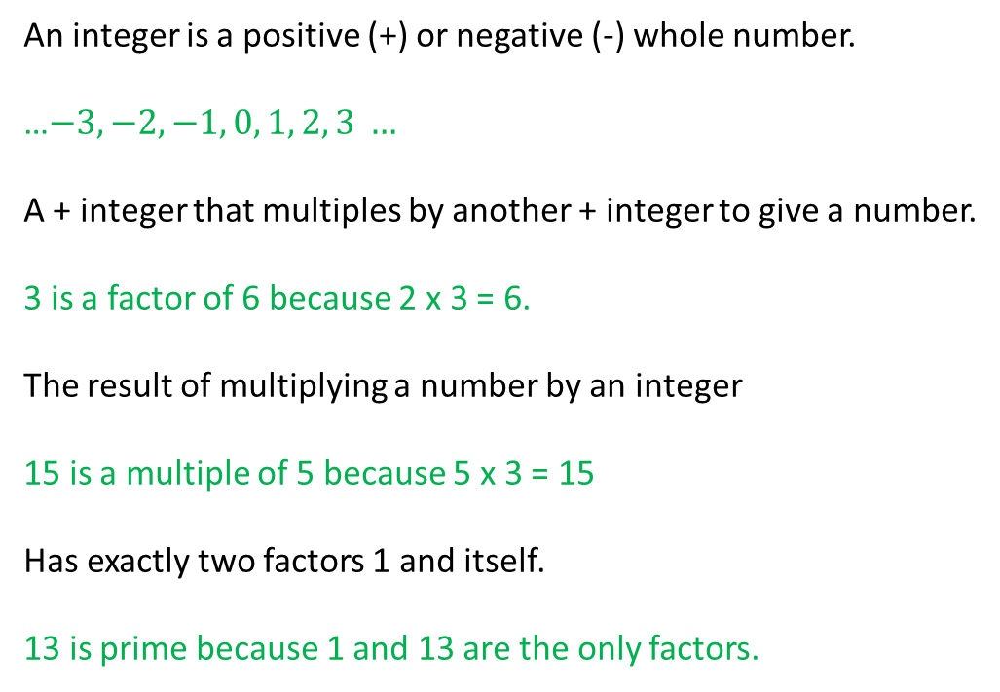 An integer is a positive (+) or negative (-) whole number.
…−3, −2, −1, 0, 1, 2, 3 …
A + integer that multiples by another + integer to give a number.
3 is a factor of 6 because 2 x 3 = 6.
The result of multiplying a number by an integer
15 is a multiple of 5 because 5 x 3 = 15
Has exactly two factors 1 and itself.
13 is prime because 1 and 13 are the only factors.